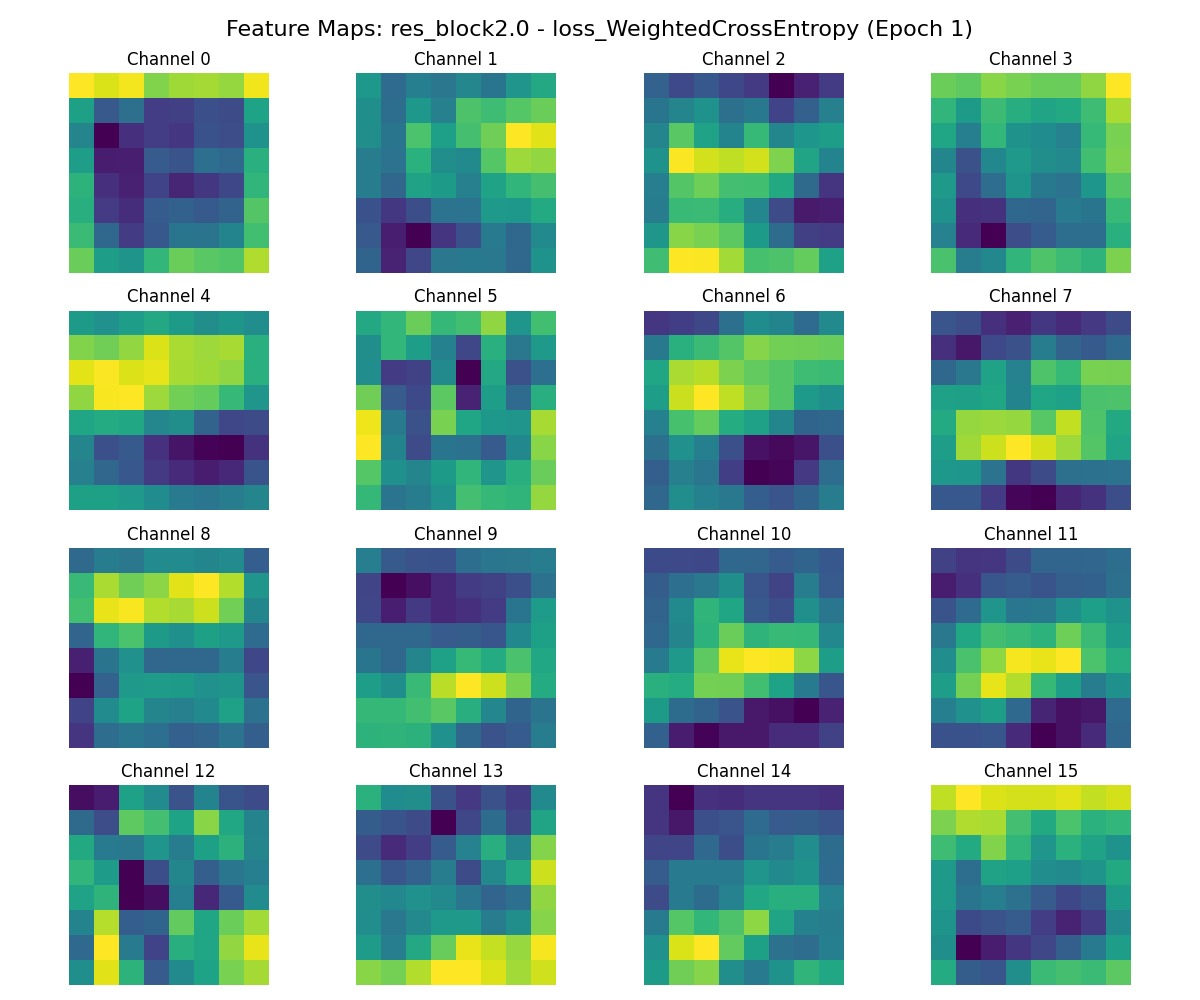 Feature Maps: res_block2.0 - loss_WeightedCrossEntropy (Epoch 1)
Channel 0 Channel 1 Channel 2 Channel 3
Channel 4 Channel 5 Channel 6 Channel 7
Channel 8 Channel 9 Channel 10 Channel 11
Channel 12 Channel 13 Channel 14 Channel 15